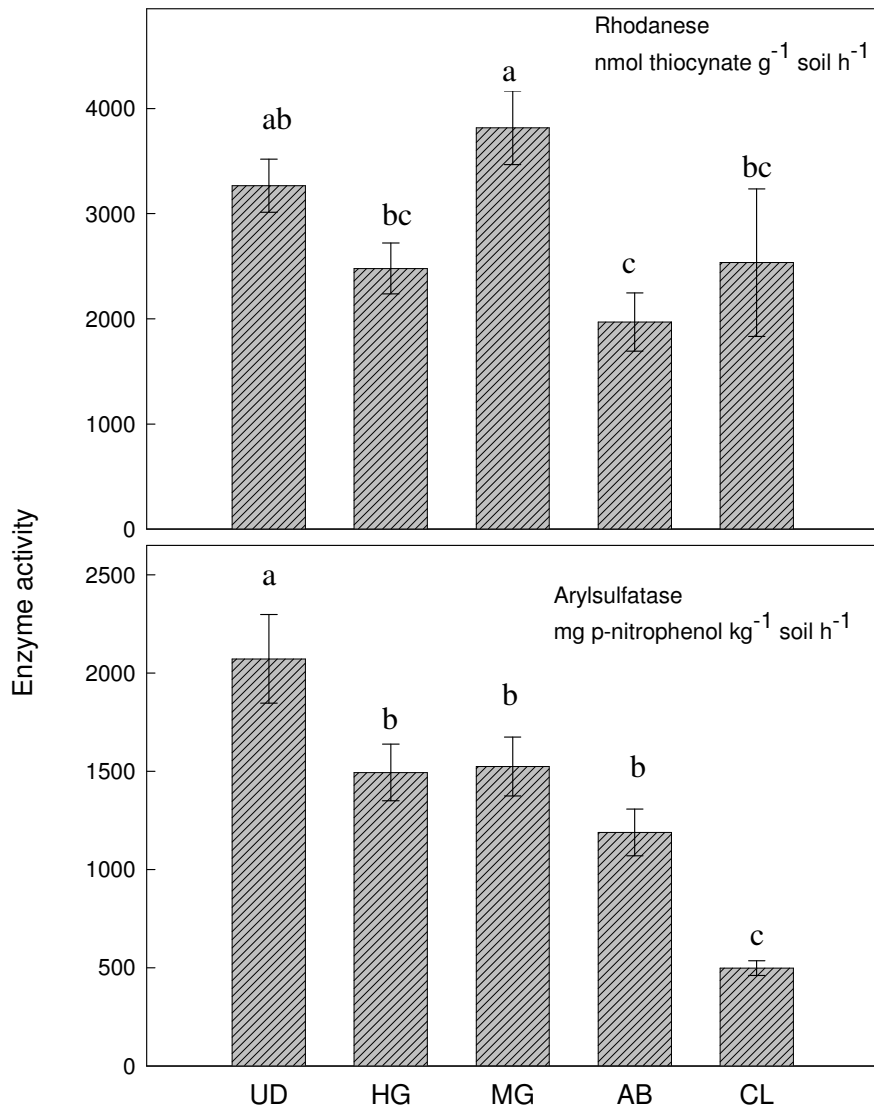 Rhodanese
nmol thiocynate g⁻¹ soil h⁻¹
a
4000
ab
bc
bc
3000
c
2000
1000
0
Enzyme activity
2500
a
Arylsulfatase
mg p-nitrophenol kg⁻¹ soil h⁻¹
2000
b
b
1500
b
1000
c
500
0
UD HG MG AB CL